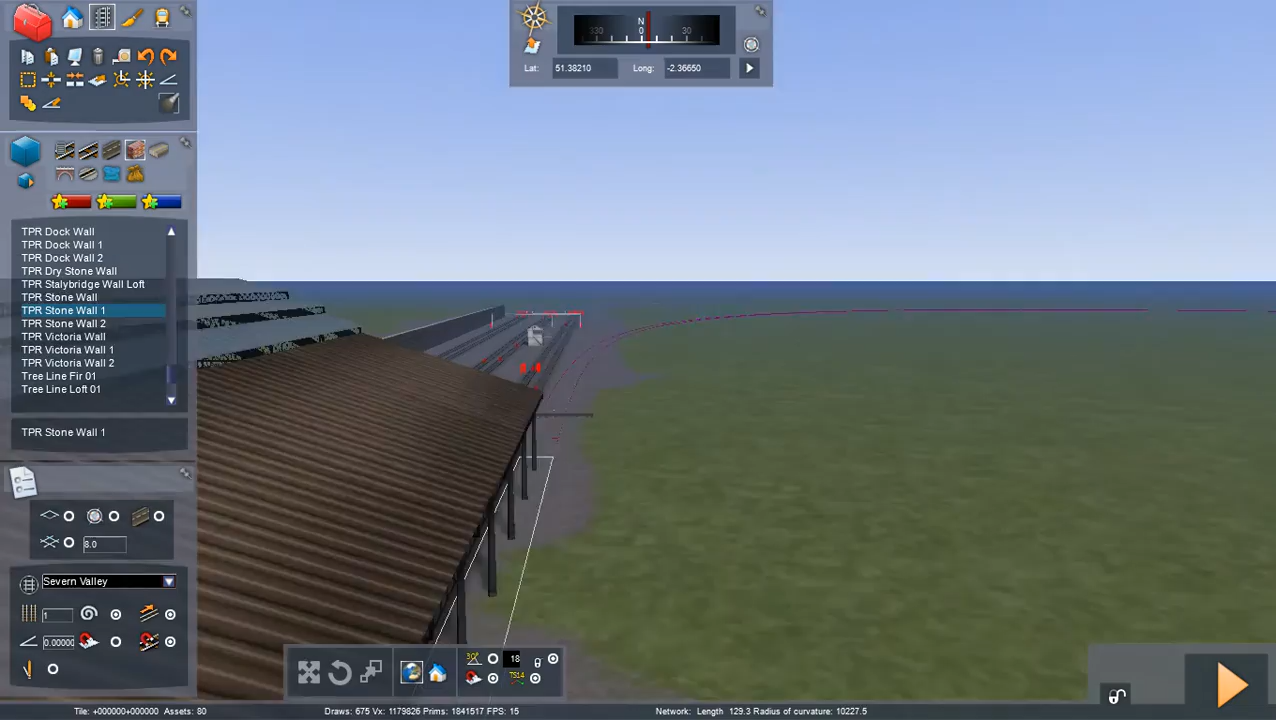 N
330 0 30
Lat: 51.38210 Long: -2.36650
TPR Dock Wall
TPR Dock Wall 1
TPR Dock Wall 2
TPR Dry Stone Wall
TPR Stalybridge Wall Loft
TPR Stone Wall
TPR Stone Wall 1
TPR Stone Wall 2
TPR Victoria Wall
TPR Victoria Wall 1
TPR Victoria Wall 2
Tree Line Fir 01
Tree Line Loft 01
TPR Stone Wall 1
8.0
Severn Valley
1
0.00000
30°
18
TS14
Tile: +000000+000000 Assets: 80 Draws: 675 Vx: 1179826 Prims: 1841517 FPS: 15 Network: Length 129.3 Radius of curvature: 10227.5